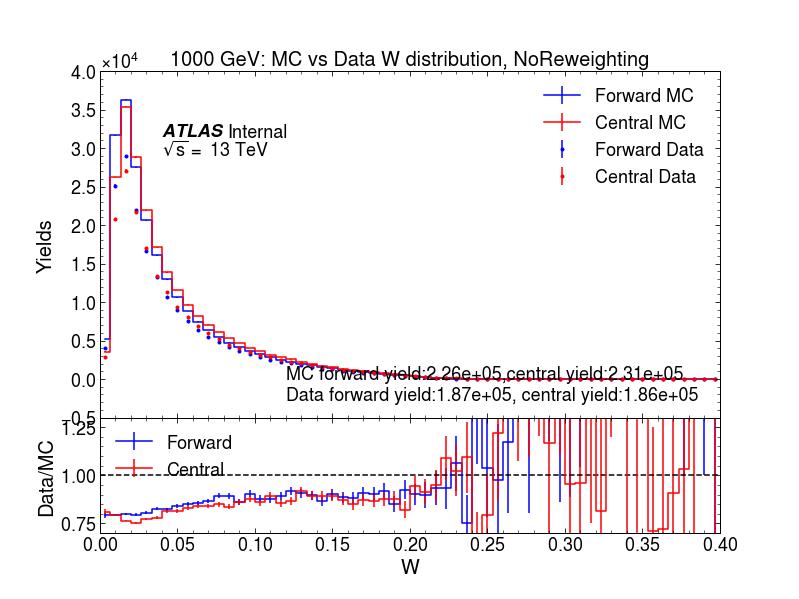 ×10⁴
1000 GeV: MC vs Data W distribution, NoReweighting
4.0
3.5
3.0
2.5
2.0
1.5
1.0
0.5
0.0
0.5
Yields
ATLAS Internal
√s = 13 TeV
Forward MC
Central MC
Forward Data
Central Data
MC forward yield:2.26e+05 central yield:2.31e+05
Data forward yield:1.87e+05, central yield:1.86e+05
1.25
1.00
0.75
Data/MC
Forward
Central
0.00 0.05 0.10 0.15 0.20 0.25 0.30 0.35 0.40
W